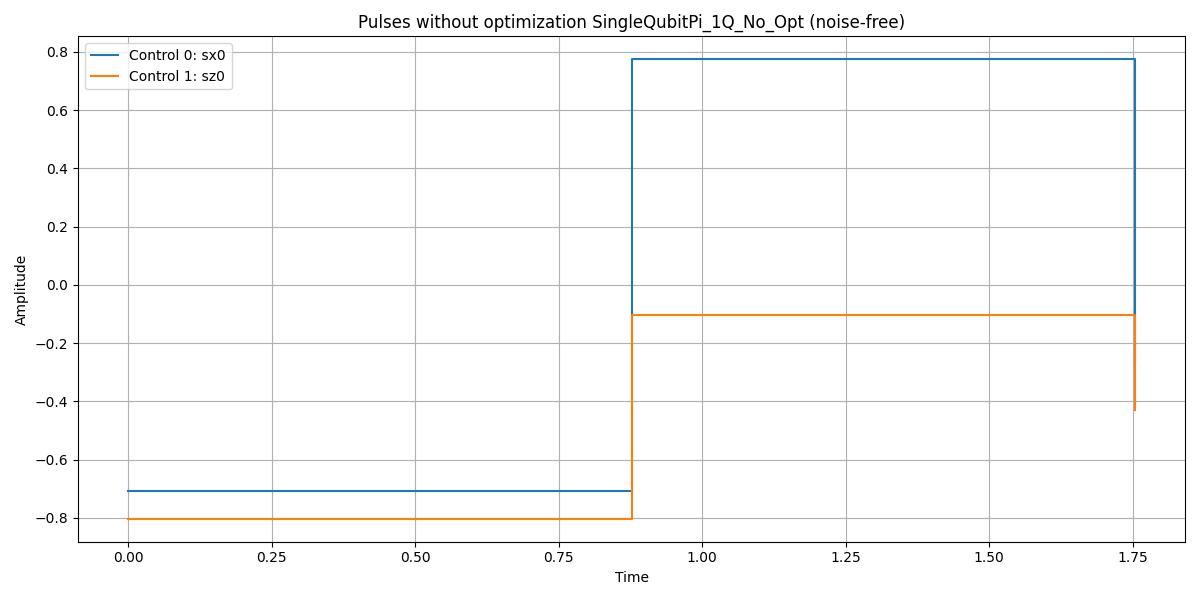 Pulses without optimization SingleQubitPi_1Q_No_Opt (noise-free)
Control 0: sx0
Control 1: sz0
Amplitude
0.8
0.6
0.4
0.2
0.0
−0.2
−0.4
−0.6
−0.8
0.00 0.25 0.50 0.75 1.00 1.25 1.50 1.75
Time